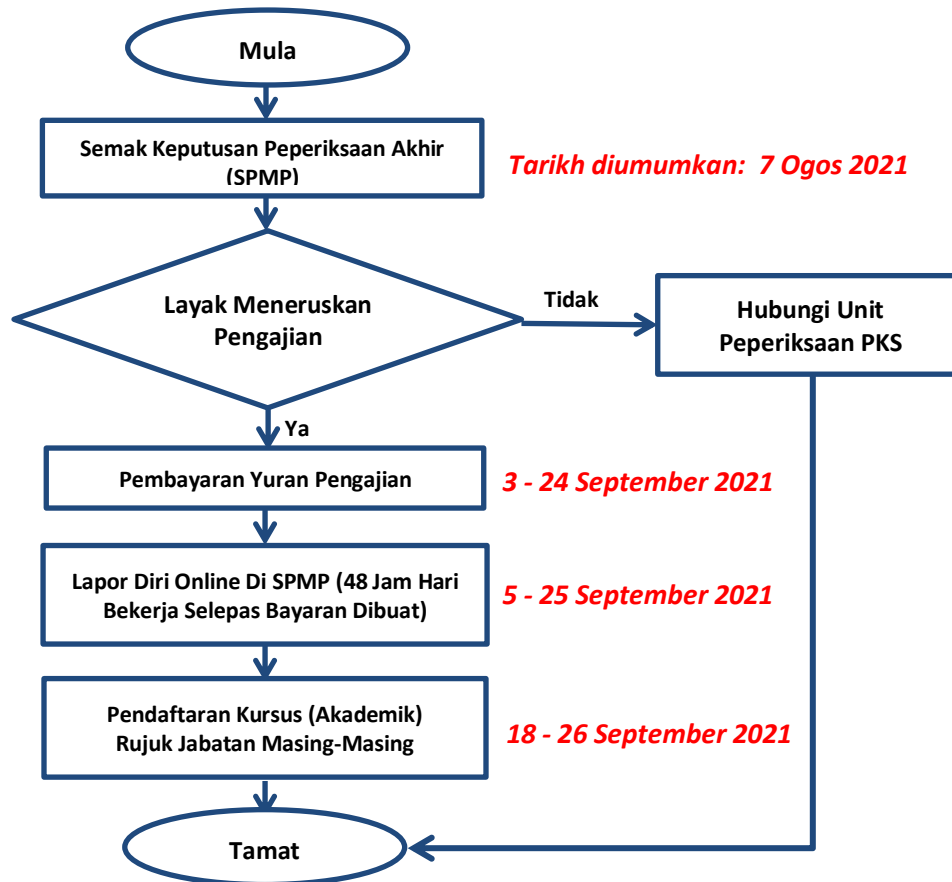 Mula
Semak Keputusan Peperiksaan Akhir
(SPMP)
Tarikh diumumkan: 7 Ogos 2021
Layak Meneruskan
Pengajian
Tidak
Hubungi Unit
Peperiksaan PKS
Ya
Pembayaran Yuran Pengajian
3 - 24 September 2021
Lapor Diri Online Di SPMP (48 Jam Hari
Bekerja Selepas Bayaran Dibuat)
5 - 25 September 2021
Pendaftaran Kursus (Akademik)
Rujuk Jabatan Masing-Masing
18 - 26 September 2021
Tamat